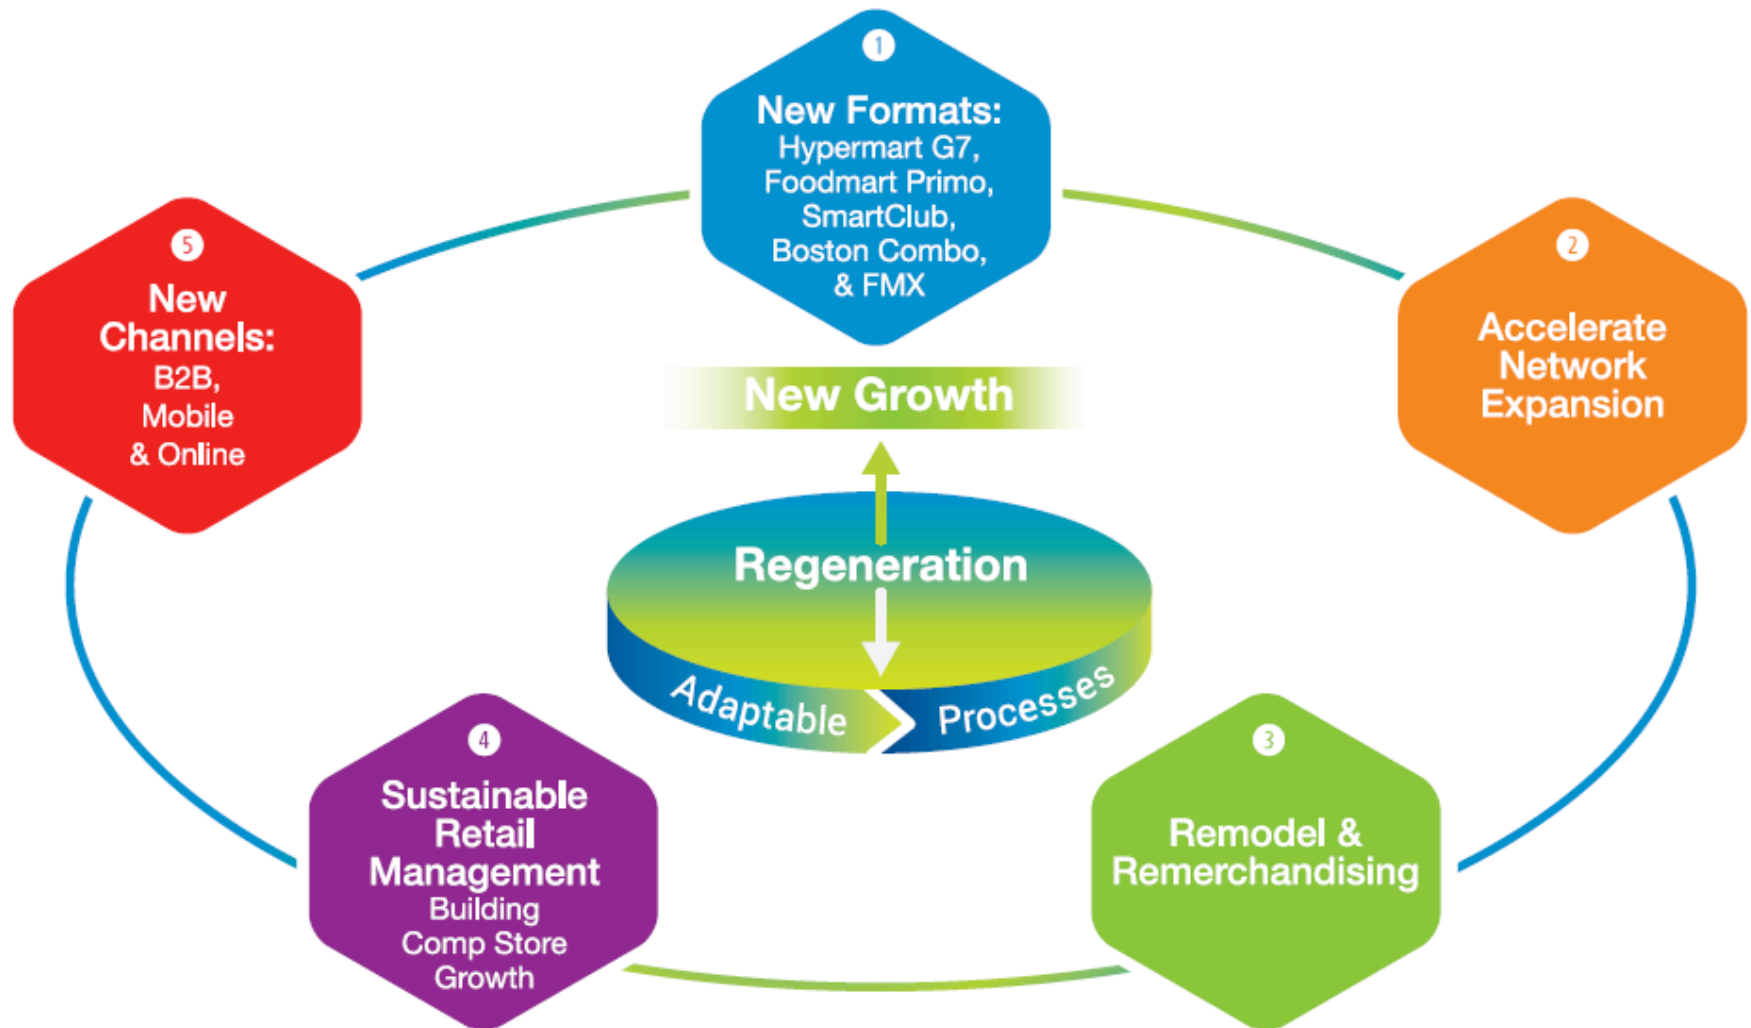 1
New Formats:
Hypermart G7,
Foodmart Primo,
SmartClub,
Boston Combo,
& FMX
2
Accelerate
Network
Expansion
3
Remodel &
Remerchandising
4
Sustainable
Retail
Management
Building
Comp Store
Growth
5
New
Channels:
B2B,
Mobile
& Online
New Growth
Regeneration
Adaptable Processes